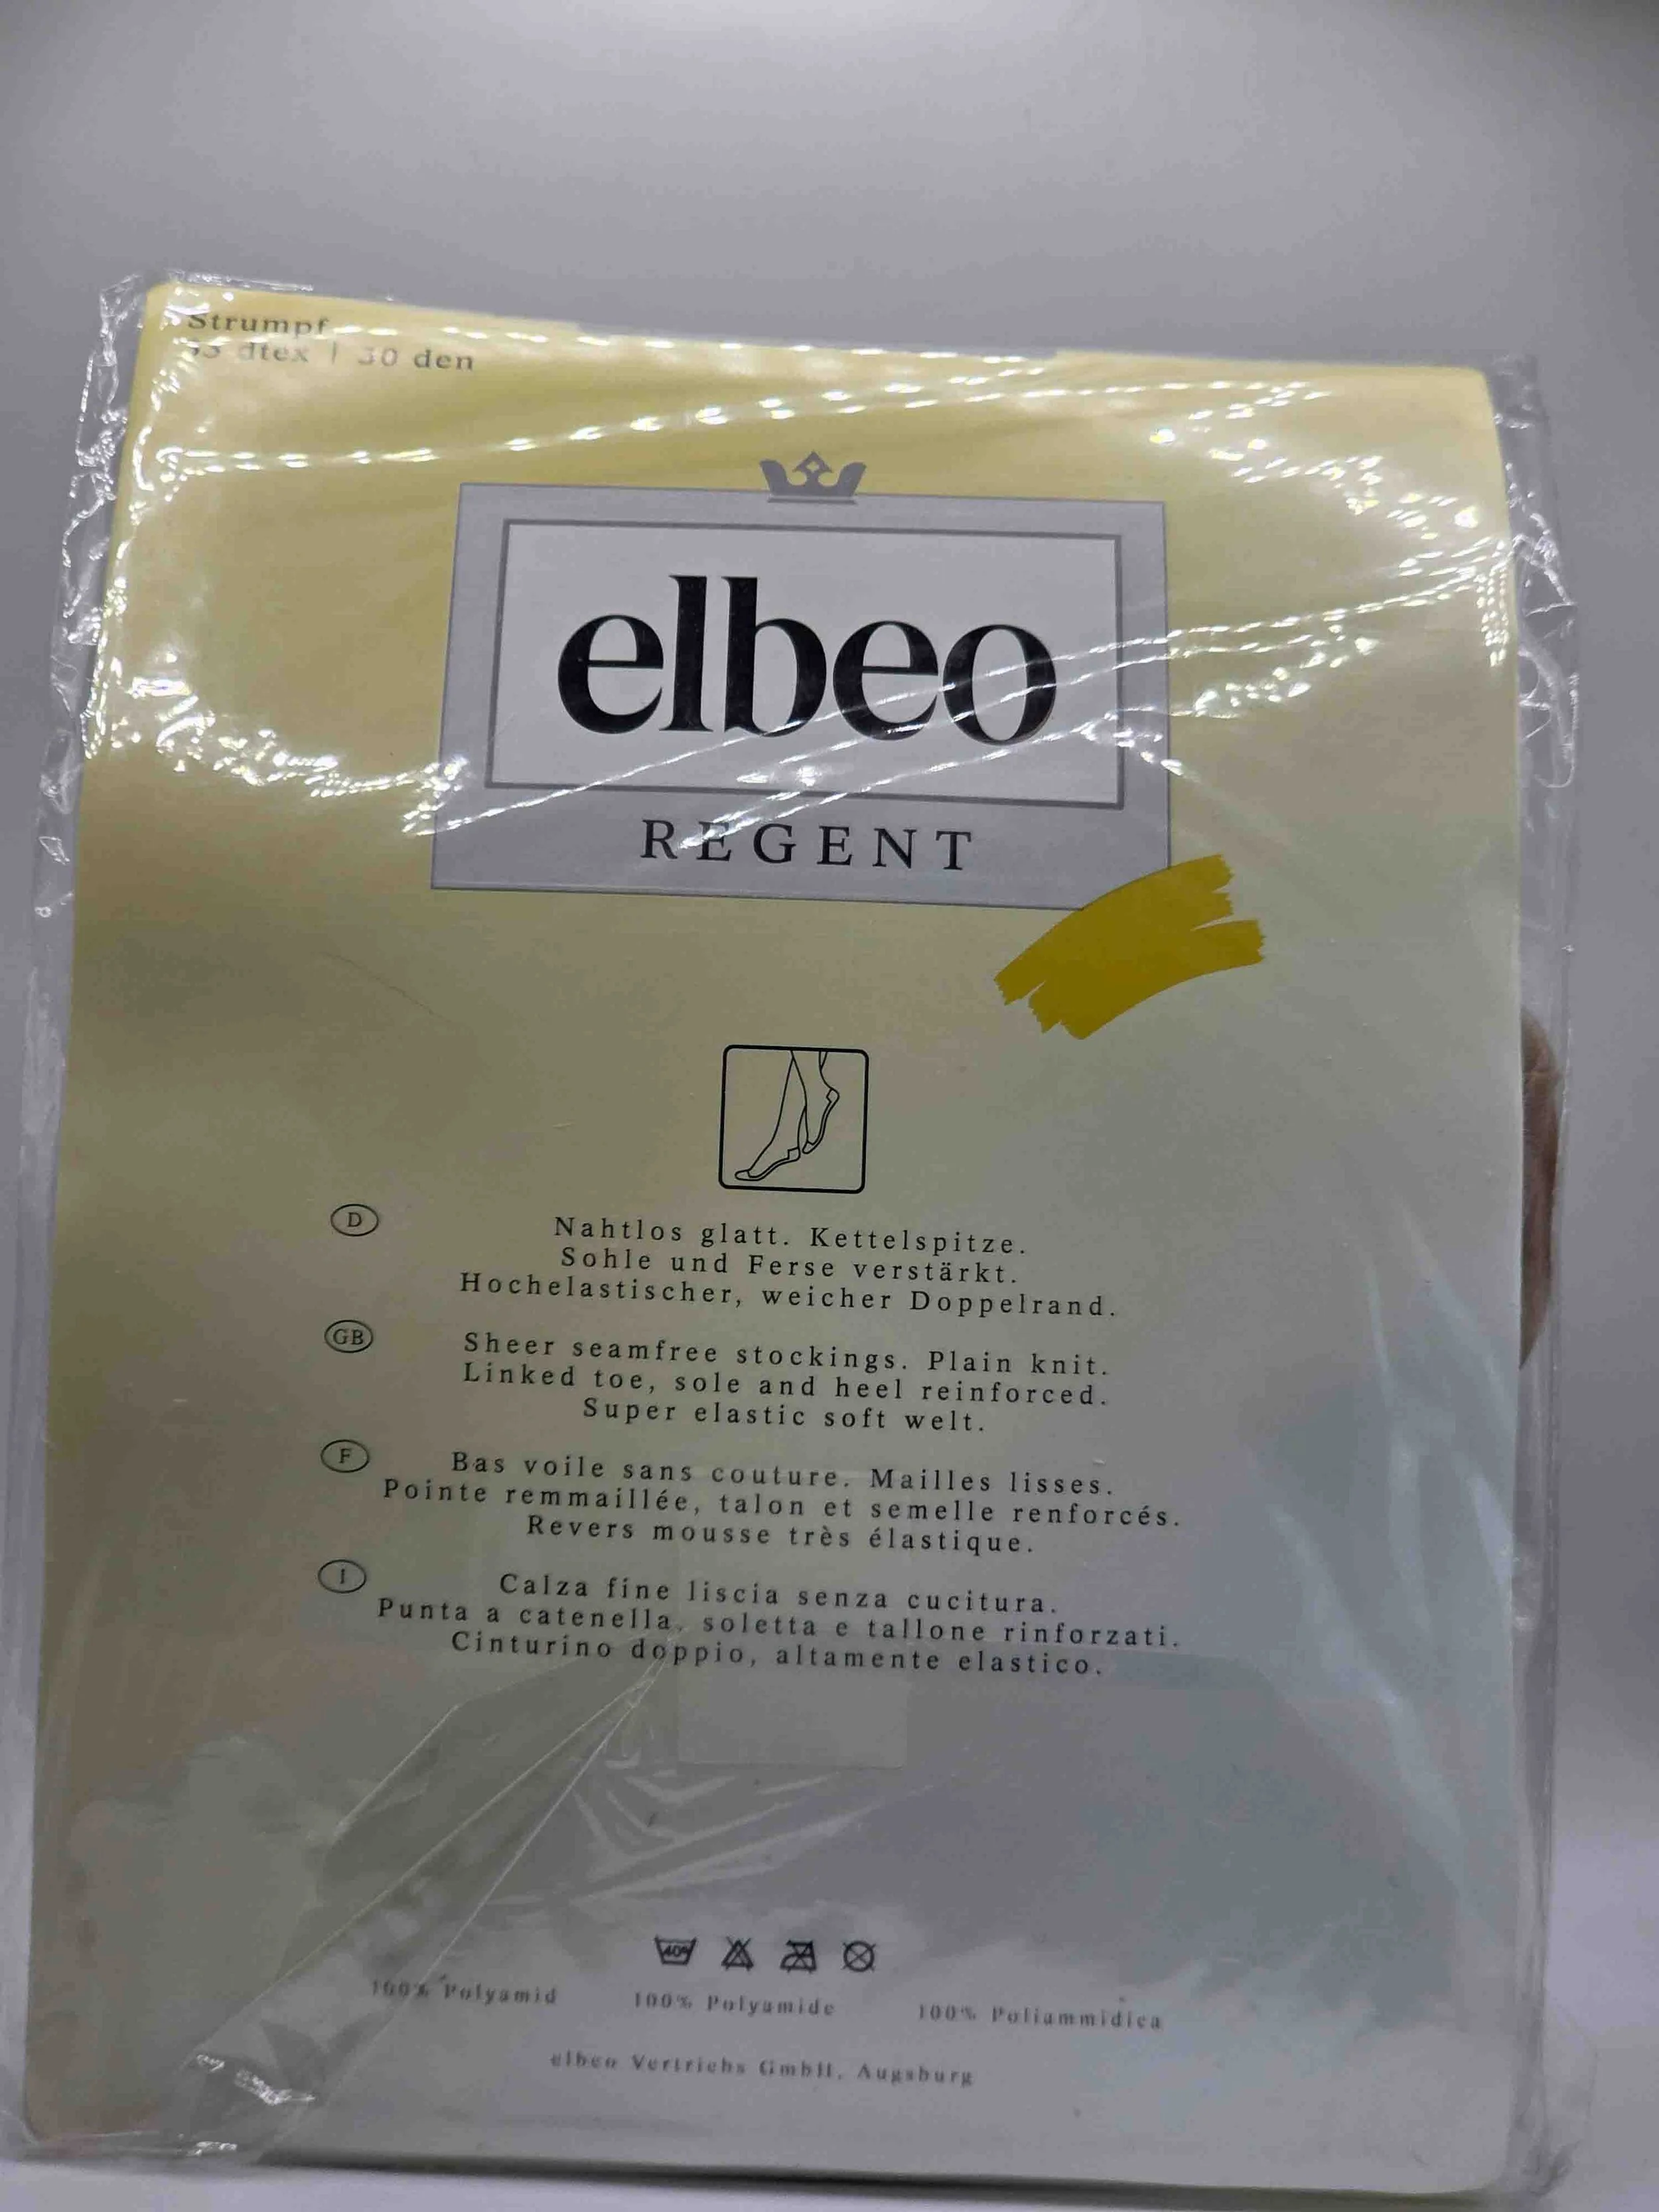 Strumpf
dtex | 30 den
elbeo
REGENT
D
Nahtlos glatt. Kettelspitze.
Sohle und Ferse verstärkt.
Hochelastischer, weicher Doppelrand.
GB
Sheer seamfree stockings. Plain knit.
Linked toe, sole and heel reinforced.
Super elastic soft welt.
F
Bas voile sans couture. Mailles lisses.
Pointe remmaillée, talon et semelle renforcés.
Revers mousse très élastique.
I
Calza fine liscia senza cucitura.
Punta a catenella, soletta e tallone rinforzati.
Cinturino doppio, altamente elastico.
40°
100% Polyamid 100% Polyamide 100% Poliammidica
elbeo Vertriebs GmbH, Augsburg